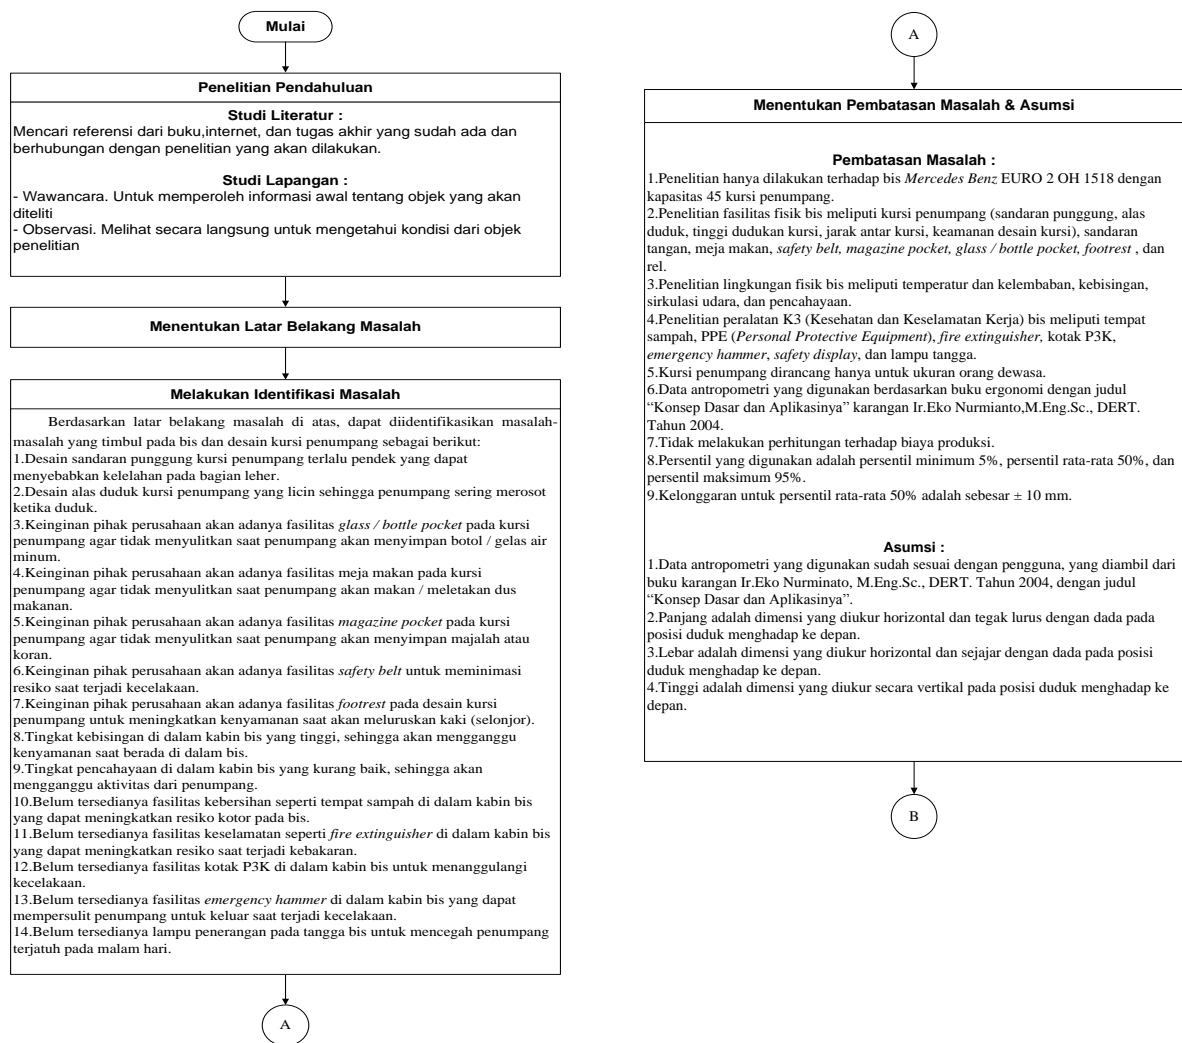 Mulai
Penelitian Pendahuluan
Studi Literatur :
Mencari referensi dari buku,internet, dan tugas akhir yang sudah ada dan
berhubungan dengan penelitian yang akan dilakukan.
Studi Lapangan :
- Wawancara. Untuk memperoleh informasi awal tentang objek yang akan
diteliti
- Observasi. Melihat secara langsung untuk mengetahui kondisi dari objek
penelitian
Menentukan Latar Belakang Masalah
Melakukan Identifikasi Masalah
Berdasarkan latar belakang masalah di atas, dapat diidentifikasikan masalah-
masalah yang timbul pada bis dan desain kursi penumpang sebagai berikut:
1.Desain sandaran punggung kursi penumpang terlalu pendek yang dapat
menyebabkan kelelahan pada bagian leher.
2.Desain alas duduk kursi penumpang yang licin sehingga penumpang sering merosot
ketika duduk.
3.Keinginan pihak perusahaan akan adanya fasilitas glass / bottle pocket pada kursi
penumpang agar tidak menyulitkan saat penumpang akan menyimpan botol / gelas air
minum.
4.Keinginan pihak perusahaan akan adanya fasilitas meja makan pada kursi
penumpang agar tidak menyulitkan saat penumpang akan makan / meletakan dus
makanan.
5.Keinginan pihak perusahaan akan adanya fasilitas magazine pocket pada kursi
penumpang agar tidak menyulitkan saat penumpang akan menyimpan majalah atau
koran.
6.Keinginan pihak perusahaan akan adanya fasilitas safety belt untuk meminimasi
resiko saat terjadi kecelakaan.
7.Keinginan pihak perusahaan akan adanya fasilitas footrest pada desain kursi
penumpang untuk meningkatkan kenyamanan saat akan meluruskan kaki (selonjor).
8.Tingkat kebisingan di dalam kabin bis yang tinggi, sehingga akan mengganggu
kenyamanan saat berada di dalam bis.
9.Tingkat pencahayaan di dalam kabin bis yang kurang baik, sehingga akan
mengganggu aktivitas dari penumpang.
10.Belum tersedianya fasilitas kebersihan seperti tempat sampah di dalam kabin bis
yang dapat meningkatkan resiko kotor pada bis.
11.Belum tersedianya fasilitas keselamatan seperti fire extinguisher di dalam kabin bis
yang dapat meningkatkan resiko saat terjadi kebakaran.
12.Belum tersedianya fasilitas kotak P3K di dalam kabin bis untuk menanggulangi
kecelakaan.
13.Belum tersedianya fasilitas emergency hammer di dalam kabin bis yang dapat
mempersulit penumpang untuk keluar saat terjadi kecelakaan.
14.Belum tersedianya lampu penerangan pada tangga bis untuk mencegah penumpang
terjatuh pada malam hari.
A
A
Menentukan Pembatasan Masalah & Asumsi
Pembatasan Masalah :
1.Penelitian hanya dilakukan terhadap bis Mercedes Benz EURO 2 OH 1518 dengan
kapasitas 45 kursi penumpang.
2.Penelitian fasilitas fisik bis meliputi kursi penumpang (sandaran punggung, alas
duduk, tinggi dudukan kursi, jarak antar kursi, keamanan desain kursi), sandaran
tangan, meja makan, safety belt, magazine pocket, glass / bottle pocket, footrest , dan
rel.
3.Penelitian lingkungan fisik bis meliputi temperatur dan kelembaban, kebisingan,
sirkulasi udara, dan pencahayaan.
4.Penelitian peralatan K3 (Kesehatan dan Keselamatan Kerja) bis meliputi tempat
sampah, PPE (Personal Protective Equipment), fire extinguisher, kotak P3K,
emergency hammer, safety display, dan lampu tangga.
5.Kursi penumpang dirancang hanya untuk ukuran orang dewasa.
6.Data antropometri yang digunakan berdasarkan buku ergonomi dengan judul
“Konsep Dasar dan Aplikasinya” karangan Ir.Eko Nurmianto,M.Eng.Sc., DERT.
Tahun 2004.
7.Tidak melakukan perhitungan terhadap biaya produksi.
8.Persentil yang digunakan adalah persentil minimum 5%, persentil rata-rata 50%, dan
persentil maksimum 95%.
9.Kelonggaran untuk persentil rata-rata 50% adalah sebesar ± 10 mm.
Asumsi :
1.Data antropometri yang digunakan sudah sesuai dengan pengguna, yang diambil dari
buku karangan Ir.Eko Nurminato, M.Eng.Sc., DERT. Tahun 2004, dengan judul
“Konsep Dasar dan Aplikasinya”.
2.Panjang adalah dimensi yang diukur horizontal dan tegak lurus dengan dada pada
posisi duduk menghadap ke depan.
3.Lebar adalah dimensi yang diukur horizontal dan sejajar dengan dada pada posisi
duduk menghadap ke depan.
4.Tinggi adalah dimensi yang diukur secara vertikal pada posisi duduk menghadap ke
depan.
B